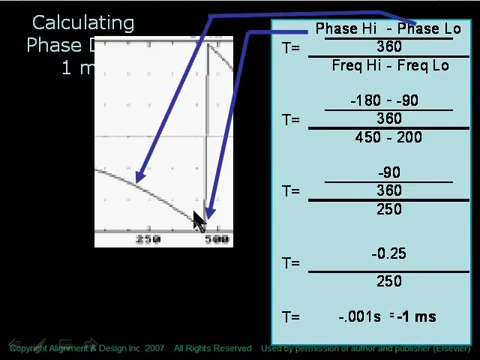 Calculating
Phase D
1 m
250
500
Phase Hi - Phase Lo
T=
360
Freq Hi - Freq Lo
-180 - -90
T=
360
450 - 200
-90
T=
360
250
-0.25
T=
250
T= -.001s = -1 ms
Copyright Alignment & Design Inc. 2007 All Rights Reserved Used by permission of author and publisher (Elsevier)